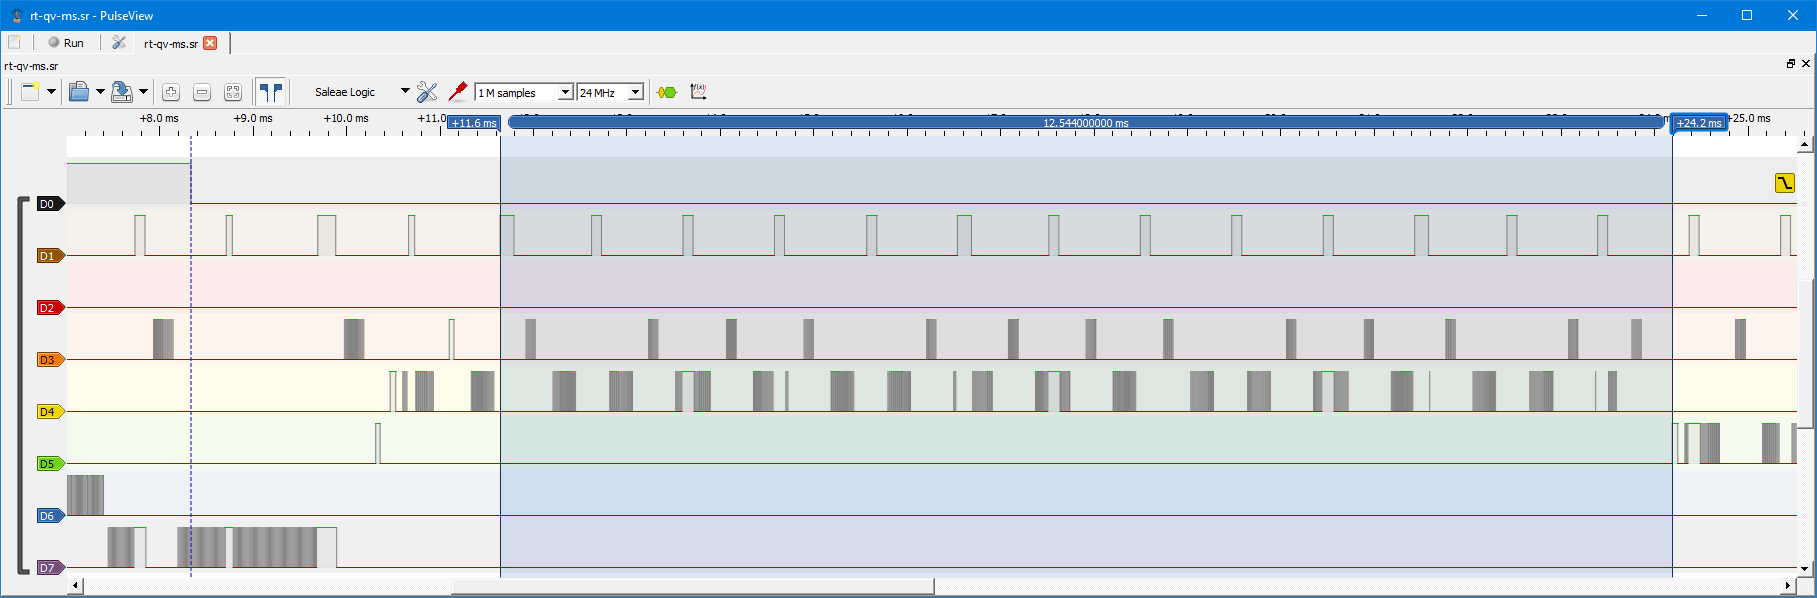 rt-qv-ms.sr - PulseView
Run
rt-qv-ms.sr
rt-qv-ms.sr
Saleae Logic
1 M samples
24 MHz
+8.0 ms +9.0 ms +10.0 ms +11.0 +11.6 ms 12.544000000 ms +24.2 ms +25.0 ms
D0
D1
D2
D3
D4
D5
D6
D7